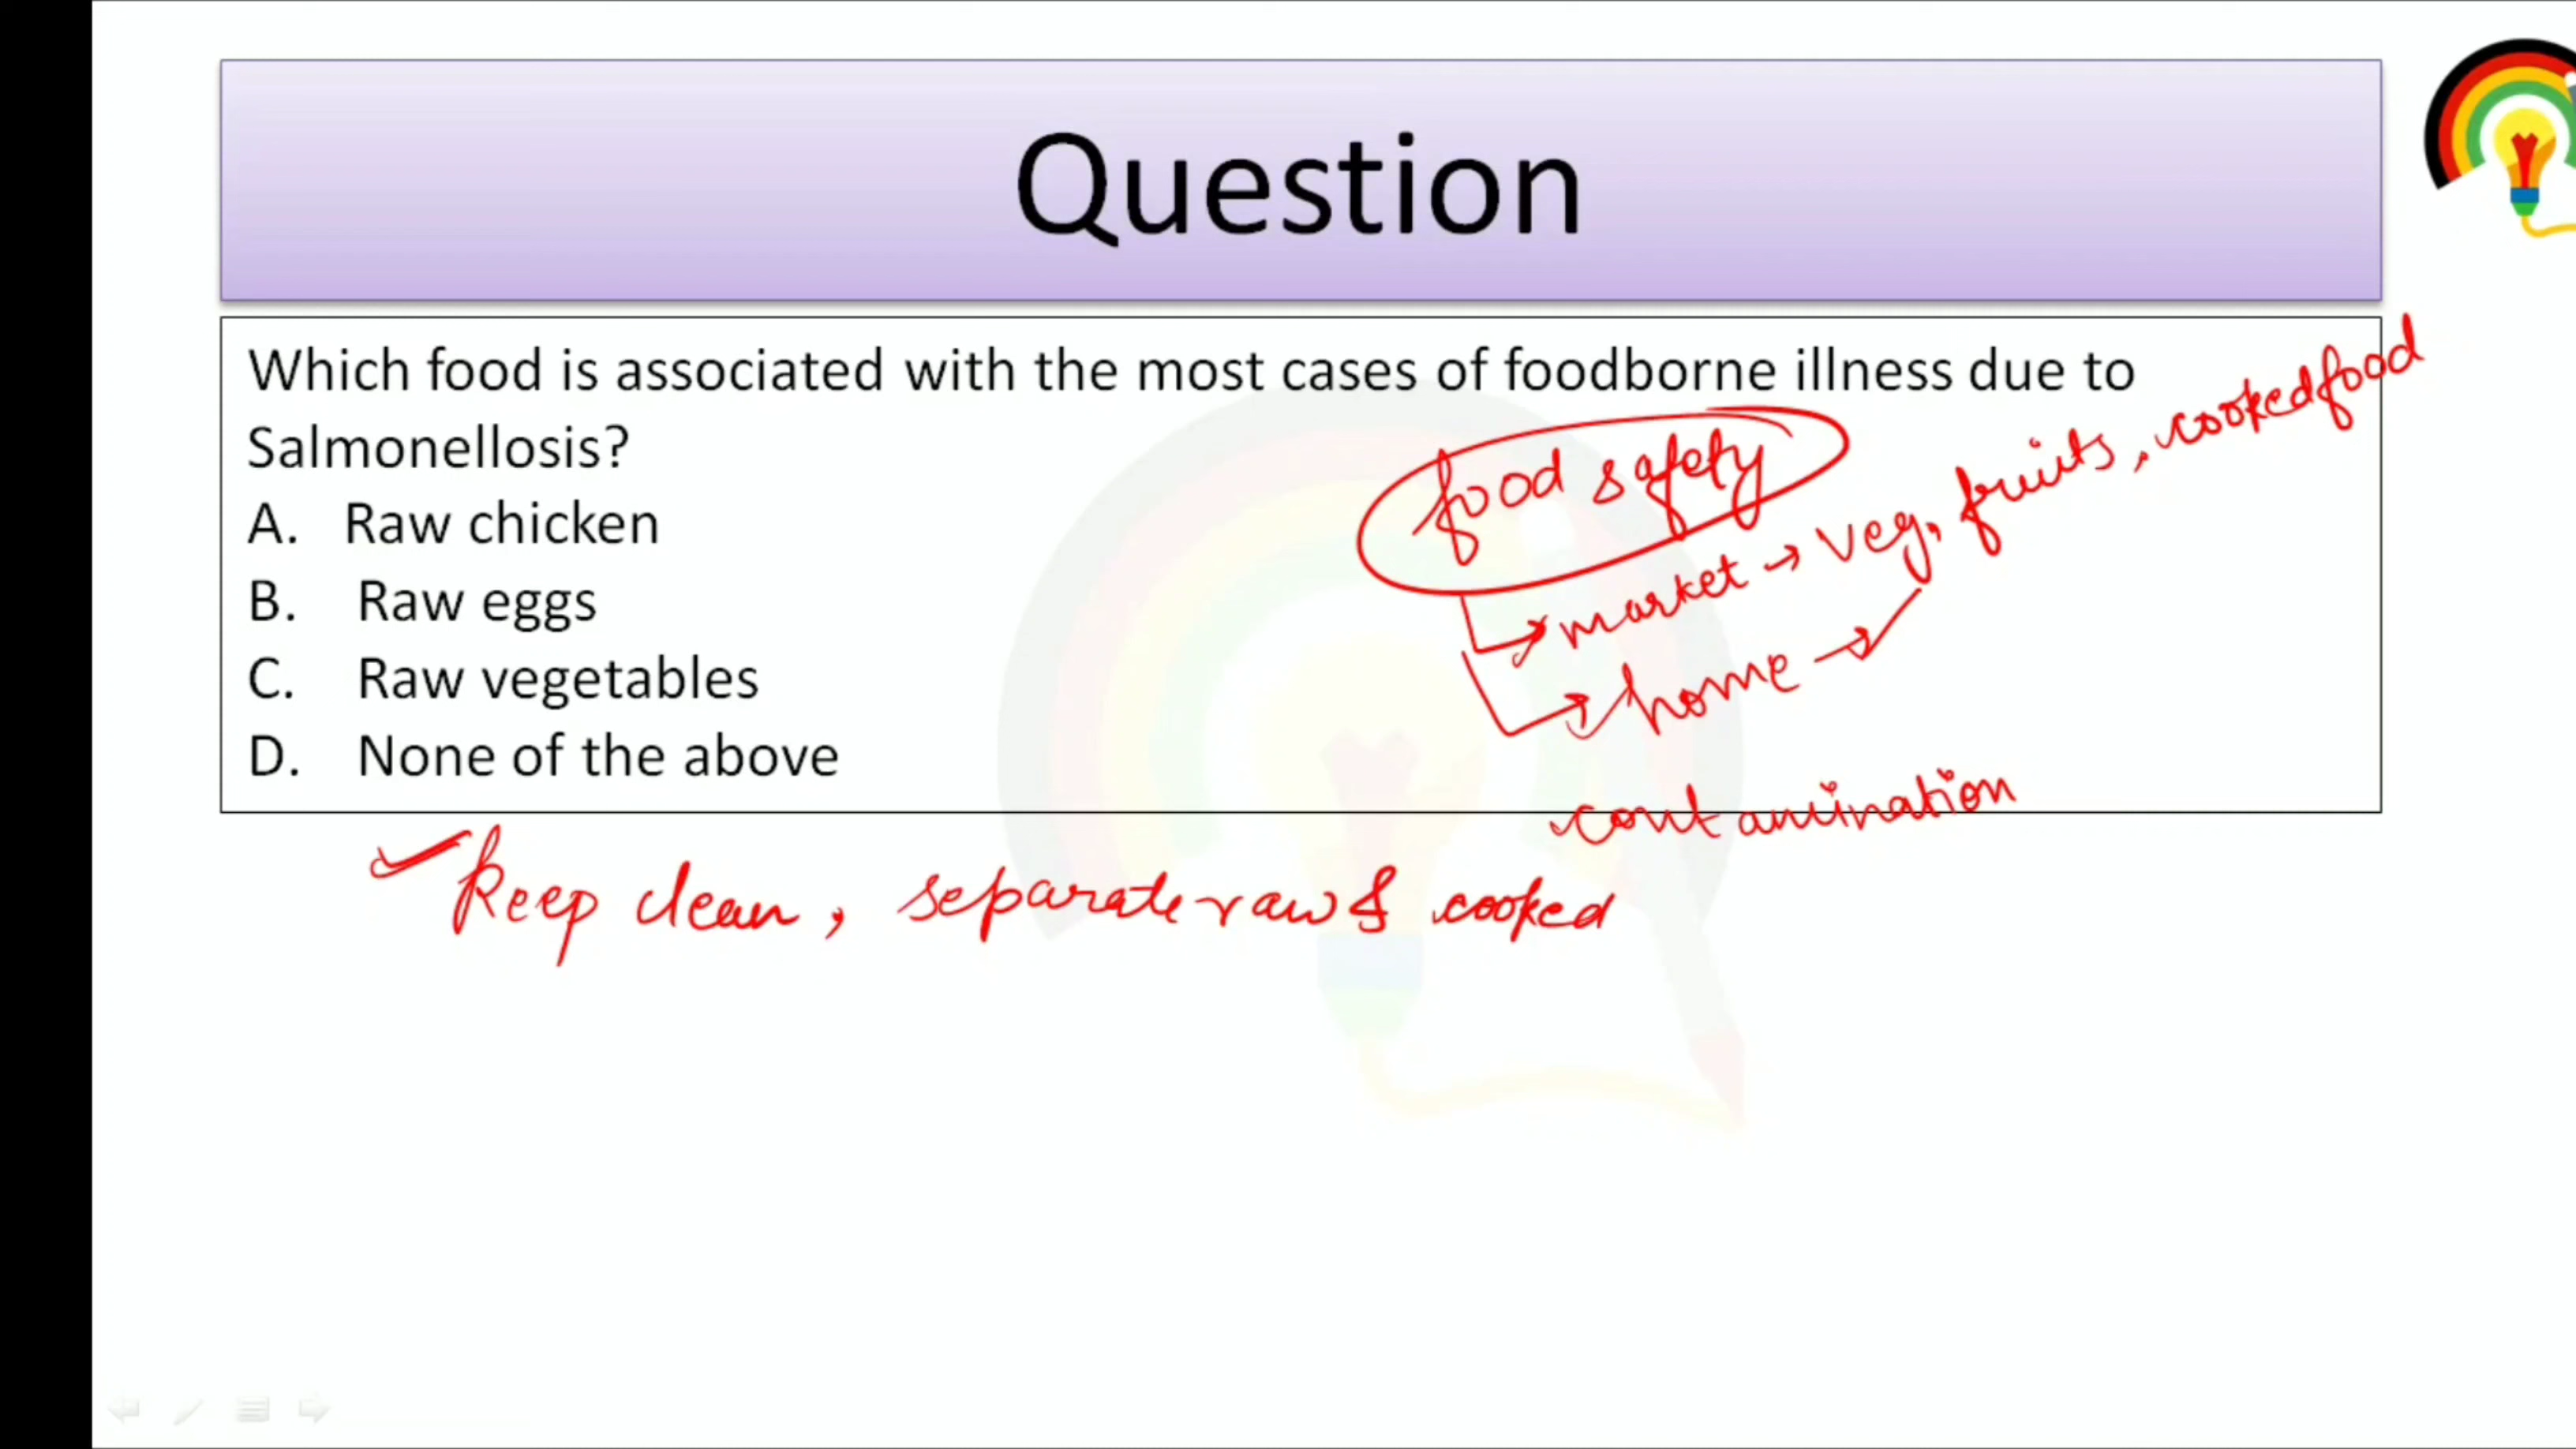 Question
Which food is associated with the most cases of foodborne illness due to
Salmonellosis?
A. Raw chicken
B. Raw eggs
C. Raw vegetables
D. None of the above
food safety
market → veg, fruits, cooked food
home →
contamination
✓ keep clean, separate raw & cooked